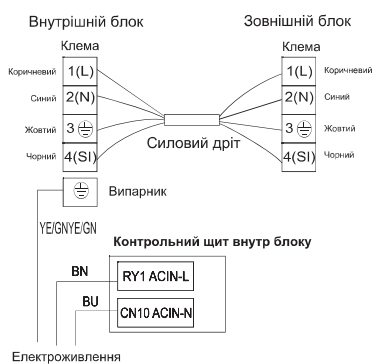 Внутрішній блок
Зовнішній блок
Клема
Клема
Коричневий 1(L)
1(L) Коричневий
Синий 2(N)
2(N) Синий
Жовтий 3
3 Жовтий
Силовий дріт
Чорний 4(SI)
4(SI) Чорний
Випарник
YE/GNYE/GN
Контрольний щит внутр блоку
BN
RY1 ACIN-L
BU
CN10 ACIN-N
Електроживлення